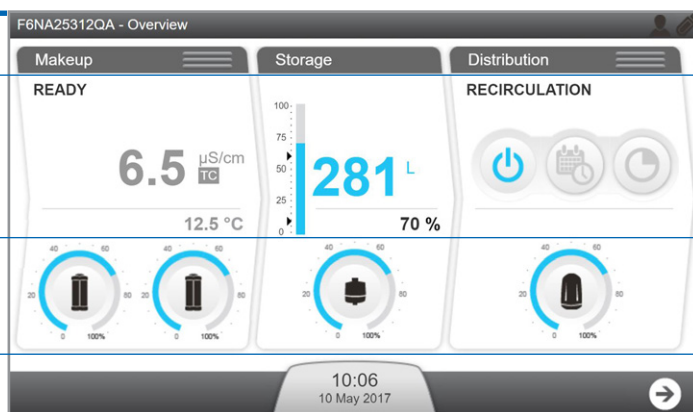 F6NA25312QA - Overview
Makeup
Storage
Distribution
READY
RECIRCULATION
6.5 µS/cm
TC
12.5 °C
100
75
50
25
0
281 L
70 %
0 20 40 60 80 100%
0 20 40 60 80 100%
0 20 40 60 80 100%
0 20 40 60 80 100%
10:06
10 May 2017